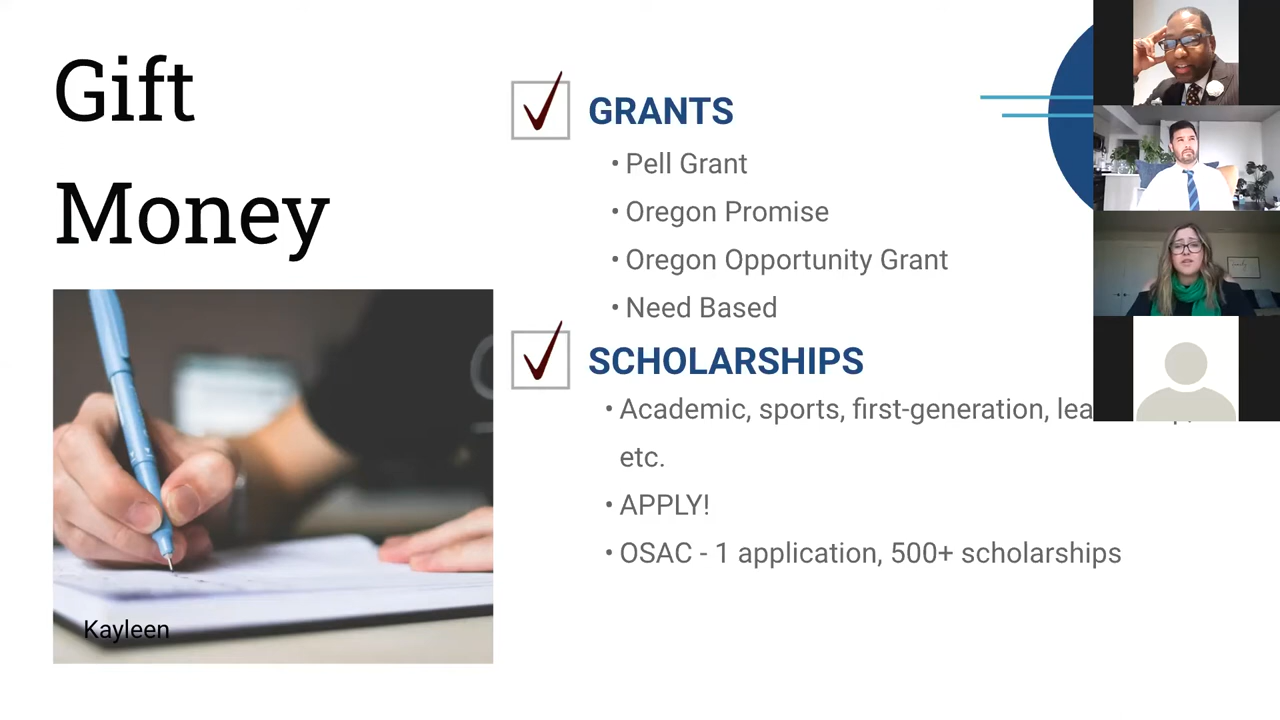 Gift
Money
GRANTS
• Pell Grant
• Oregon Promise
• Oregon Opportunity Grant
• Need Based
SCHOLARSHIPS
• Academic, sports, first-generation,
etc.
• APPLY!
• OSAC - 1 application, 500+ scholarships
Kayleen